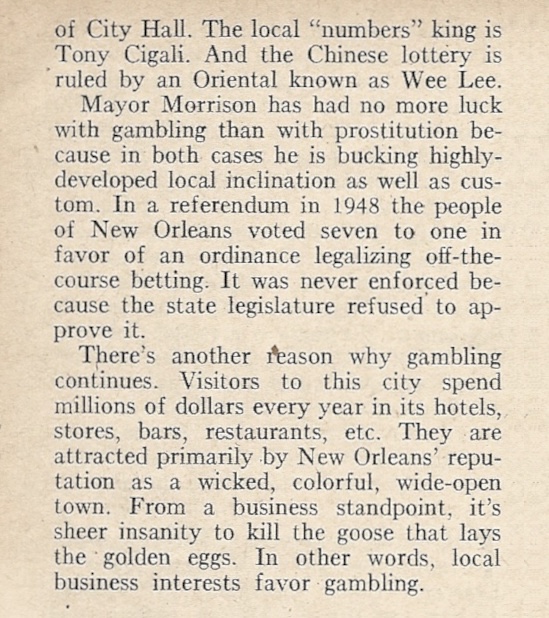 of City Hall. The local “numbers” king is
Tony Cigali. And the Chinese lottery is
ruled by an Oriental known as Wee Lee.
Mayor Morrison has had no more luck
with gambling than with prostitution be-
cause in both cases he is bucking highly-
developed local inclination as well as cus-
tom. In a referendum in 1948 the people
of New Orleans voted seven to one in
favor of an ordinance legalizing off-the-
course betting. It was never enforced be-
cause the state legislature refused to ap-
prove it.
There’s another reason why gambling
continues. Visitors to this city spend
millions of dollars every year in its hotels,
stores, bars, restaurants, etc. They are
attracted primarily by New Orleans’ repu-
tation as a wicked, colorful, wide-open
town. From a business standpoint, it’s
sheer insanity to kill the goose that lays
the golden eggs. In other words, local
business interests favor gambling.